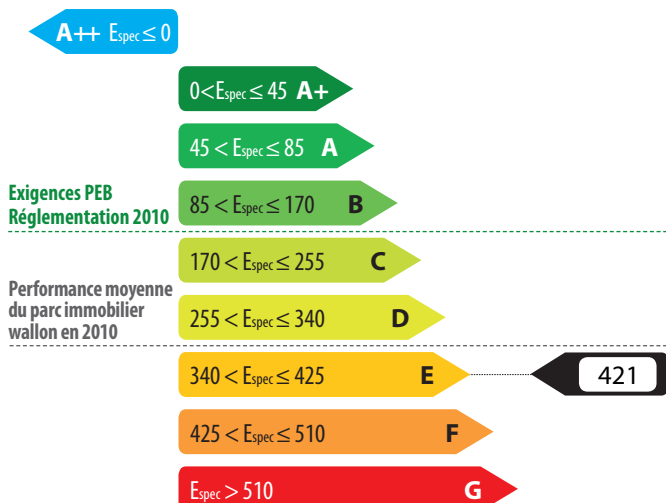 A++ Espec ≤ 0
0<Espec ≤ 45 A+
45 < Espec ≤ 85 A
Exigences PEB
Réglementation 2010
85 < Espec ≤ 170 B
170 < Espec ≤ 255 C
Performance moyenne
du parc immobilier
wallon en 2010
255 < Espec ≤ 340 D
340 < Espec ≤ 425 E
421
425 < Espec ≤ 510 F
Espec > 510 G